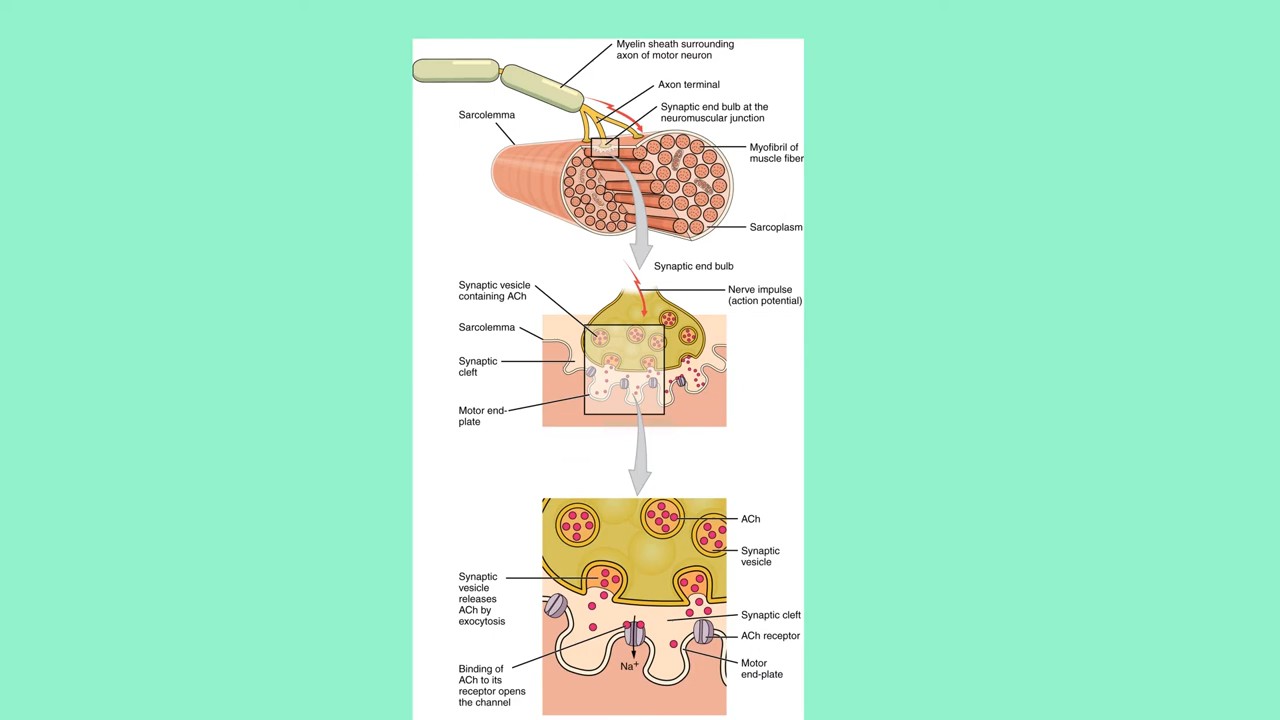 Myelin sheath surrounding
axon of motor neuron
Axon terminal
Synaptic end bulb at the
neuromuscular junction
Sarcolemma
Myofibril of
muscle fiber
Sarcoplasm
Synaptic end bulb
Synaptic vesicle
containing ACh
Nerve impulse
(action potential)
Sarcolemma
Synaptic
cleft
Motor end-
plate
ACh
Synaptic
vesicle
Synaptic
vesicle
releases
ACh by
exocytosis
Synaptic cleft
ACh receptor
Motor
end-plate
Na⁺
Binding of
ACh to its
receptor opens
the channel